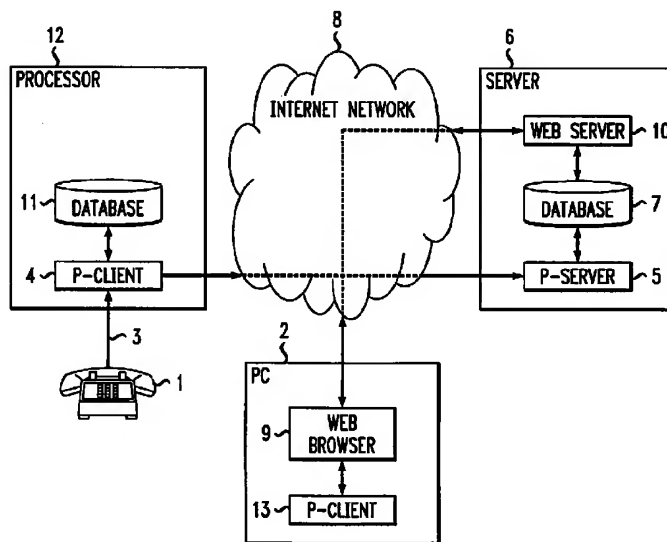 12
8
6
PROCESSOR
INTERNET NETWORK
SERVER
WEB SERVER
10
11
DATABASE
DATABASE
7
4
P-CLIENT
P-SERVER
5
3
2
1
PC
9
WEB
BROWSER
13
P-CLIENT